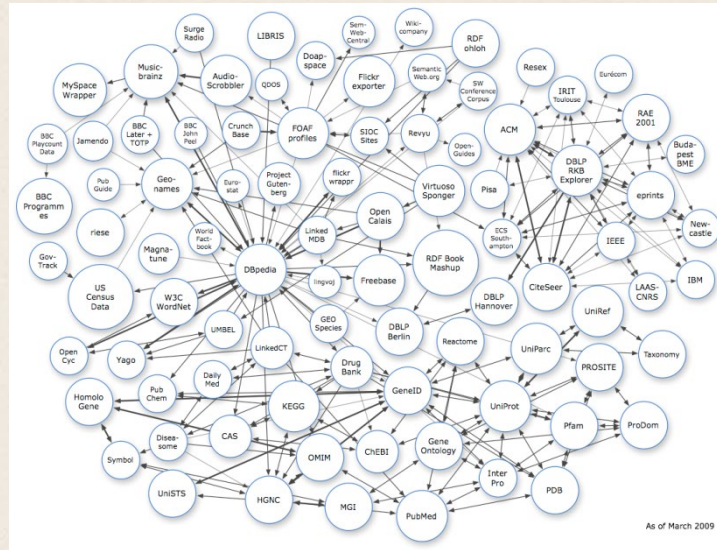 Surge
Radio
LIBRIS
Sem-
Web-
Central
Wiki-
company
RDF
ohloh
Music-
brainz
Audio-
Scrobbler
QDOS
Doap-
space
Flickr
exporter
Semantic
Web.org
SW
Conference
Corpus
Resex
IRIT
Toulouse
Eurécom
MySpace
Wrapper
BBC
Playcount
Data
Jamendo
BBC
Later +
TOTP
BBC
John
Peel
Crunch
Base
FOAF
profiles
SIOC
Sites
Revyu
Open-
Guides
ACM
RAE
2001
DBLP
RKB
Explorer
Buda-
pest
BME
BBC
Programm
es
Pub
Guide
Geo-
names
Euro-
stat
Project
Guten-
berg
flickr
wrappr
Virtuoso
Sponger
Pisa
eprints
riese
Magna-
tune
World
Fact-
book
Linked
MDB
Open
Calais
RDF Book
Mashup
ECS
South-
ampton
IEEE
New-
castle
Gov-
Track
US
Census
Data
W3C
WordNet
DBpedia
lingvoj
Freebase
CiteSeer
LAAS-
CNRS
IBM
DBLP
Hannover
UniRef
UMBEL
GEO
Species
DBLP
Berlin
Open
Cyc
Yago
LinkedCT
Drug
Bank
Reactome
UniParc
Taxonomy
PROSITE
Daily
Med
Pub
Chem
Homolo
Gene
KEGG
GeneID
UniProt
Pfam
ProDom
Symbol
Disea-
some
CAS
OMIM
ChEBI
Gene
Ontology
Inter
Pro
PDB
UniSTS
HGNC
MGI
PubMed
As of March 2009